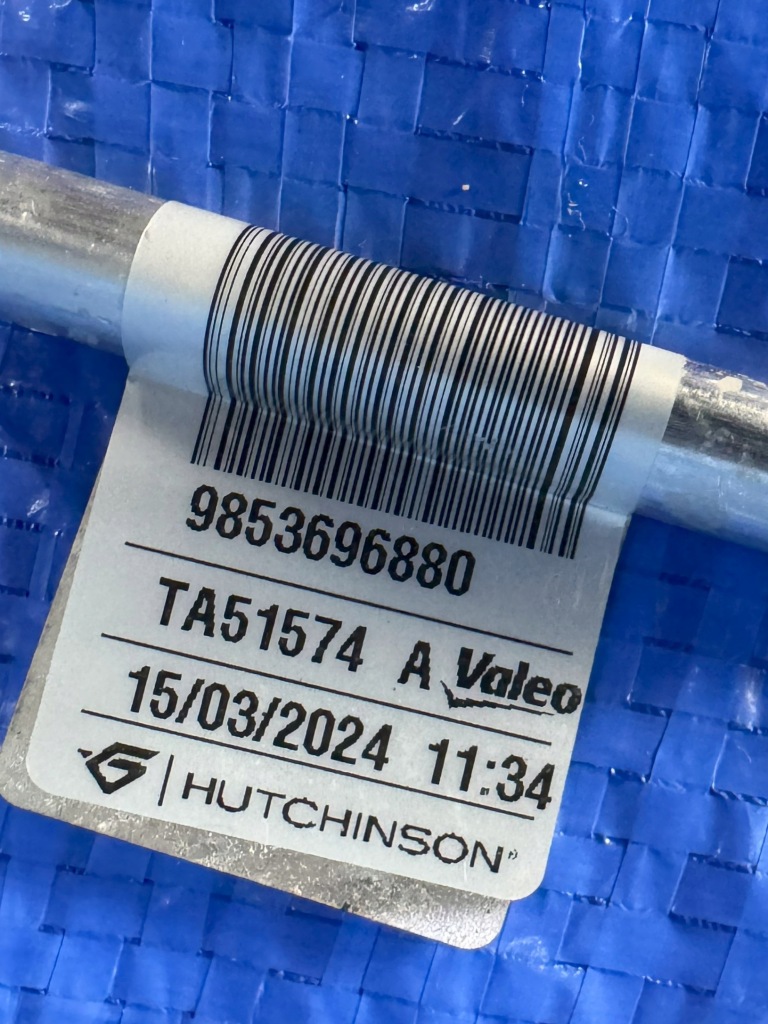 9853696880
TA51574 A Valeo
15/03/2024 11:34
HUTCHINSON